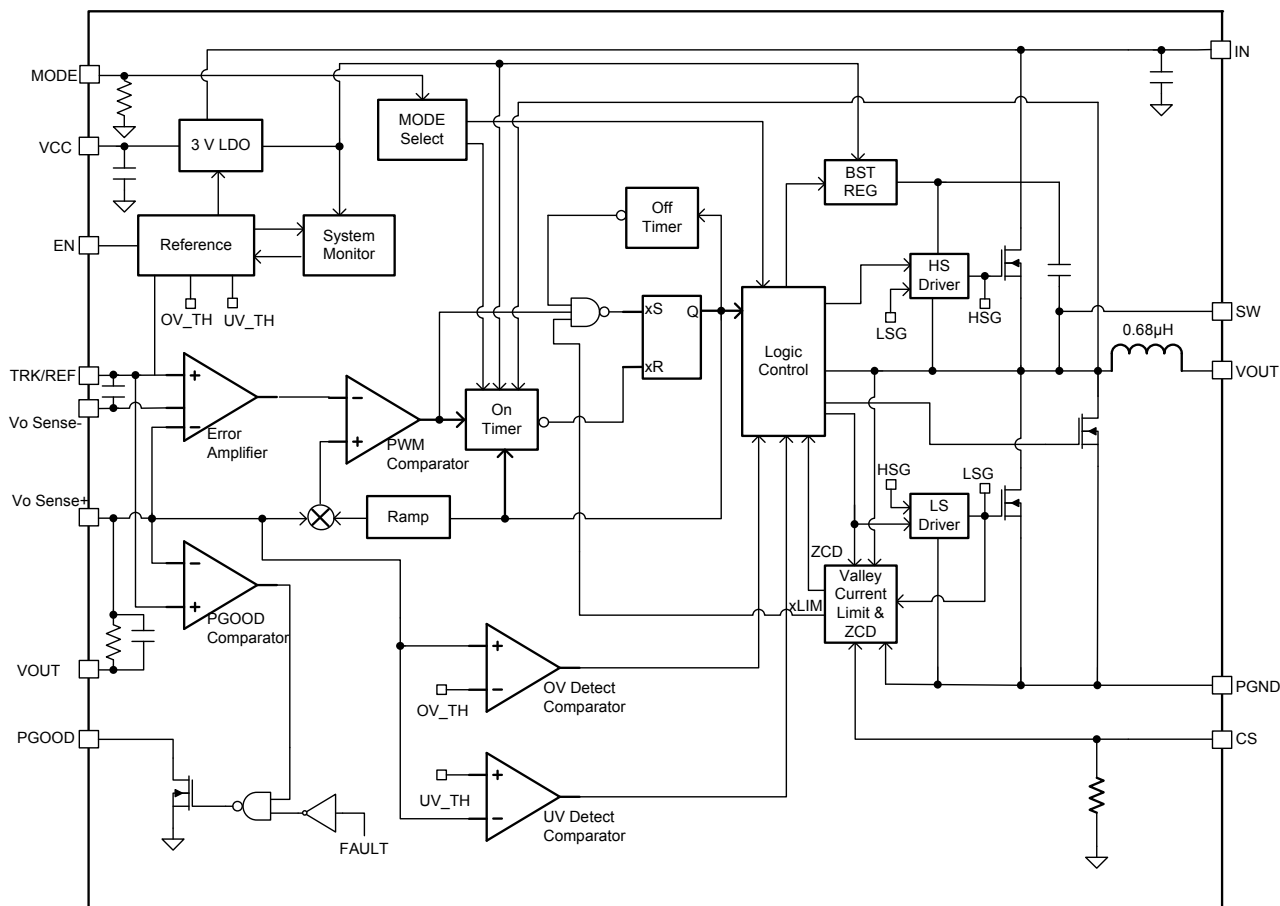 IN
MODE
MODE
Select
VCC
3 V LDO
BST
REG
Off
Timer
EN
Reference
System
Monitor
HS
Driver
OV_TH
UV_TH
LSG
HSG
SW
xS
Q
xR
Logic
Control
0.68µH
VOUT
TRK/REF
Vo Sense-
Error
Amplifier
PWM
Comparator
On
Timer
HSG
LSG
LS
Driver
Vo Sense+
Ramp
ZCD
Valley
Current
Limit &
ZCD
xLIM
PGOOD
Comparator
VOUT
OV Detect
Comparator
OV_TH
PGND
PGOOD
CS
UV_TH
UV Detect
Comparator
FAULT